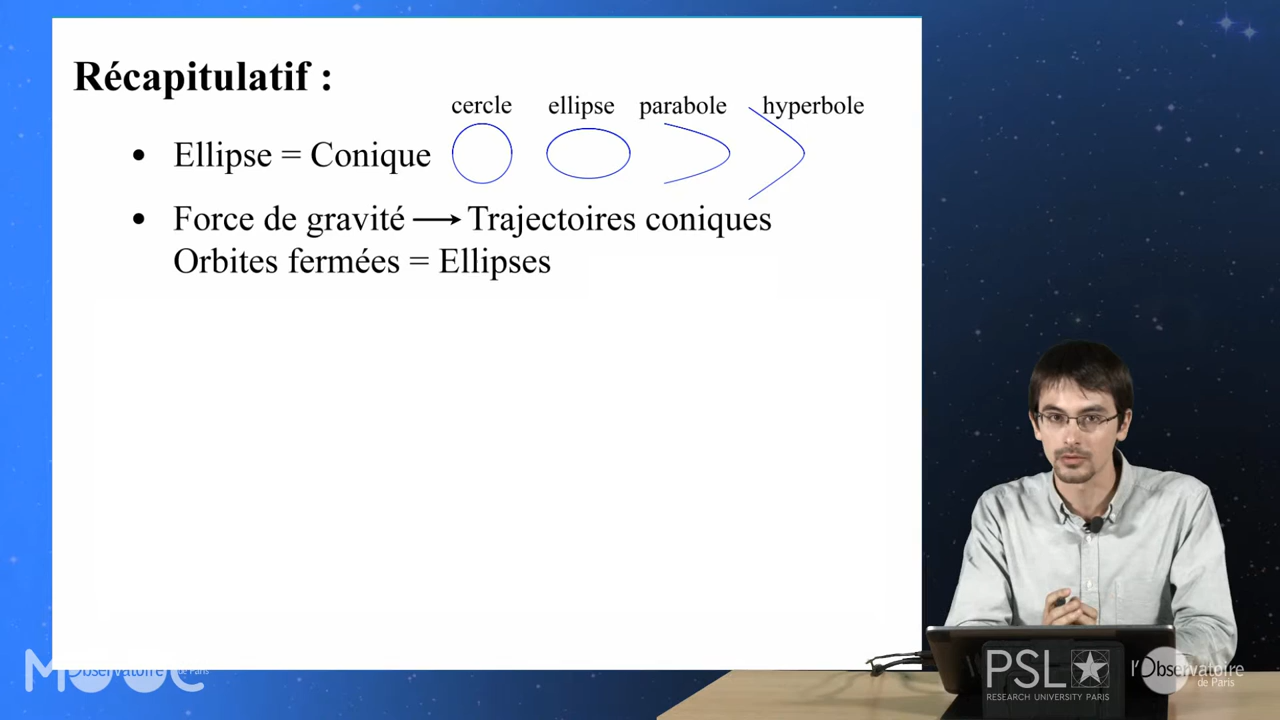 Récapitulatif :
cercle ellipse parabole hyperbole
• Ellipse = Conique
• Force de gravité ⟶ Trajectoires coniques
Orbites fermées = Ellipses
MOOC
l'Observatoire de Paris
PSL
RESEARCH UNIVERSITY PARIS
l'Observatoire
de Paris